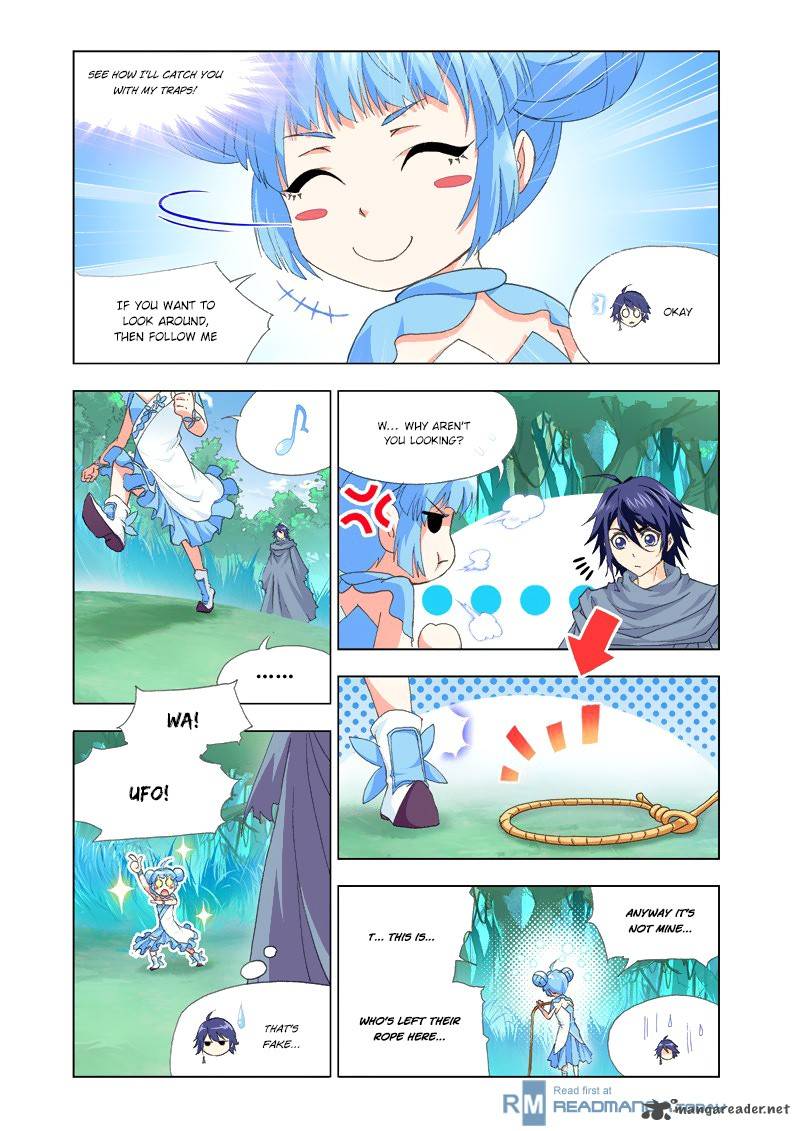 SEE HOW I'LL CATCH YOU
WITH MY TRAPS!
IF YOU WANT TO
LOOK AROUND,
THEN FOLLOW ME
OKAY
......
WA!
UFO!
THAT'S
FAKE...
W... WHY AREN'T
YOU LOOKING?
T... THIS IS...
ANYWAY IT'S
NOT MINE...
WHO'S LEFT THEIR
ROPE HERE...
Read first at
RM READMANGA.TODAY
mangareader.net